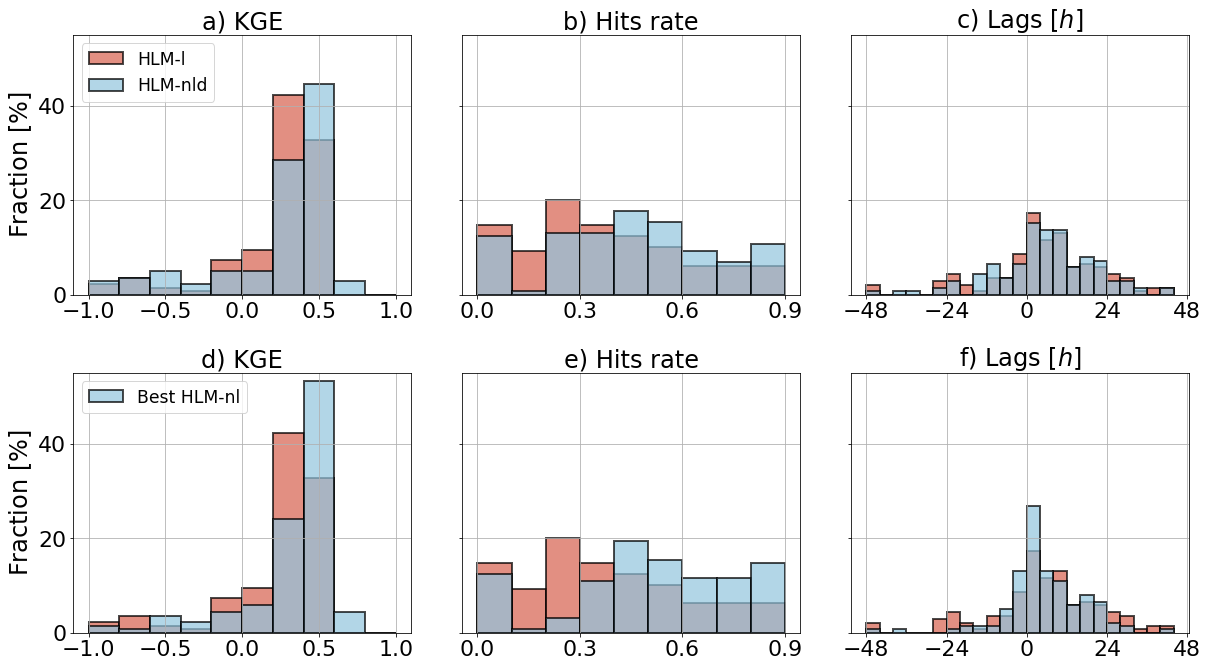 a) KGE
b) Hits rate
c) Lags [h]
HLM-l
HLM-nld
Fraction [%]
40
20
0
−1.0 −0.5 0.0 0.5 1.0
0.0 0.3 0.6 0.9
−48 −24 0 24 48
d) KGE
e) Hits rate
f) Lags [h]
Best HLM-nl
Fraction [%]
40
20
0
−1.0 −0.5 0.0 0.5 1.0
0.0 0.3 0.6 0.9
−48 −24 0 24 48